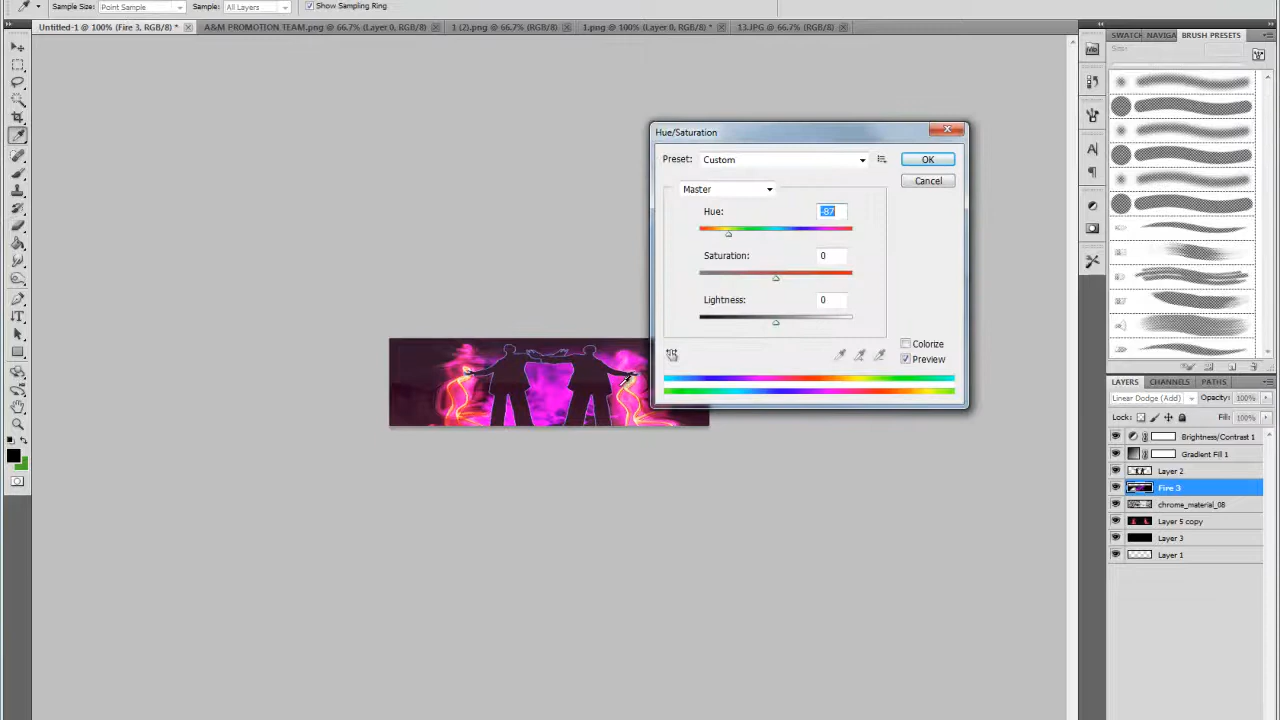 Sample Size: Point Sample Sample: All Layers Show Sampling Ring
Untitled-1 @ 100% (Fire 3, RGB/8) * A&M PROMOTION TEAM.png @ 66.7% (Layer 0, RGB/8) 1 (2).png @ 66.7% (RGB/8) 1.png @ 100% (Layer 0, RGB/8) * 13.JPG @ 66.7% (RGB/8)
SWATCH NAVIGA BRUSH PRESETS
Size:
Hue/Saturation
Preset: Custom OK
Cancel
Master
Hue: -87
Saturation: 0
Lightness: 0
Colorize
Preview
LAYERS CHANNELS PATHS
Linear Dodge (Add) Opacity: 100%
Lock: Fill: 100%
Brightness/Contrast 1
Gradient Fill 1
Layer 2
Fire 3
chrome_material_08
Layer 5 copy
Layer 3
Layer 1